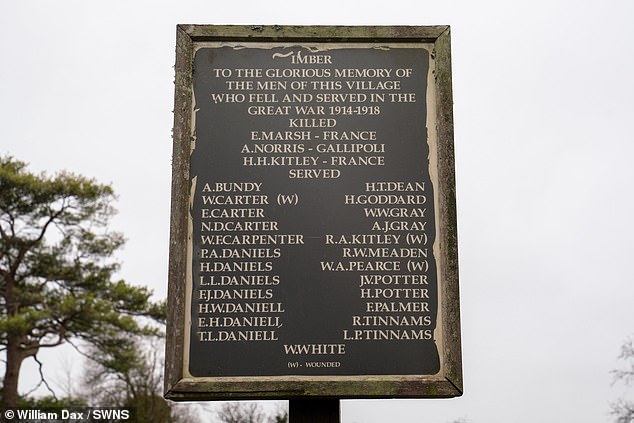 IMBER
TO THE GLORIOUS MEMORY OF
THE MEN OF THIS VILLAGE
WHO FELL AND SERVED IN THE
GREAT WAR 1914-1918
KILLED
E.MARSH - FRANCE
A.NORRIS - GALLIPOLI
H.H.KITLEY - FRANCE
SERVED
A.BUNDY H.T.DEAN
W.CARTER (W) H.GODDARD
E.CARTER W.W.GRAY
N.D.CARTER A.J.GRAY
W.F.CARPENTER R.A.KITLEY (W)
P.A.DANIELS R.W.MEADEN
H.DANIELS W.A.PEARCE (W)
L.L.DANIELS J.V.POTTER
F.J.DANIELS H.POTTER
H.W.DANIELL F.PALMER
E.H.DANIELL R.TINNAMS
T.L.DANIELL L.P.TINNAMS
W.WHITE
(W) - WOUNDED
© William Dax / SWNS